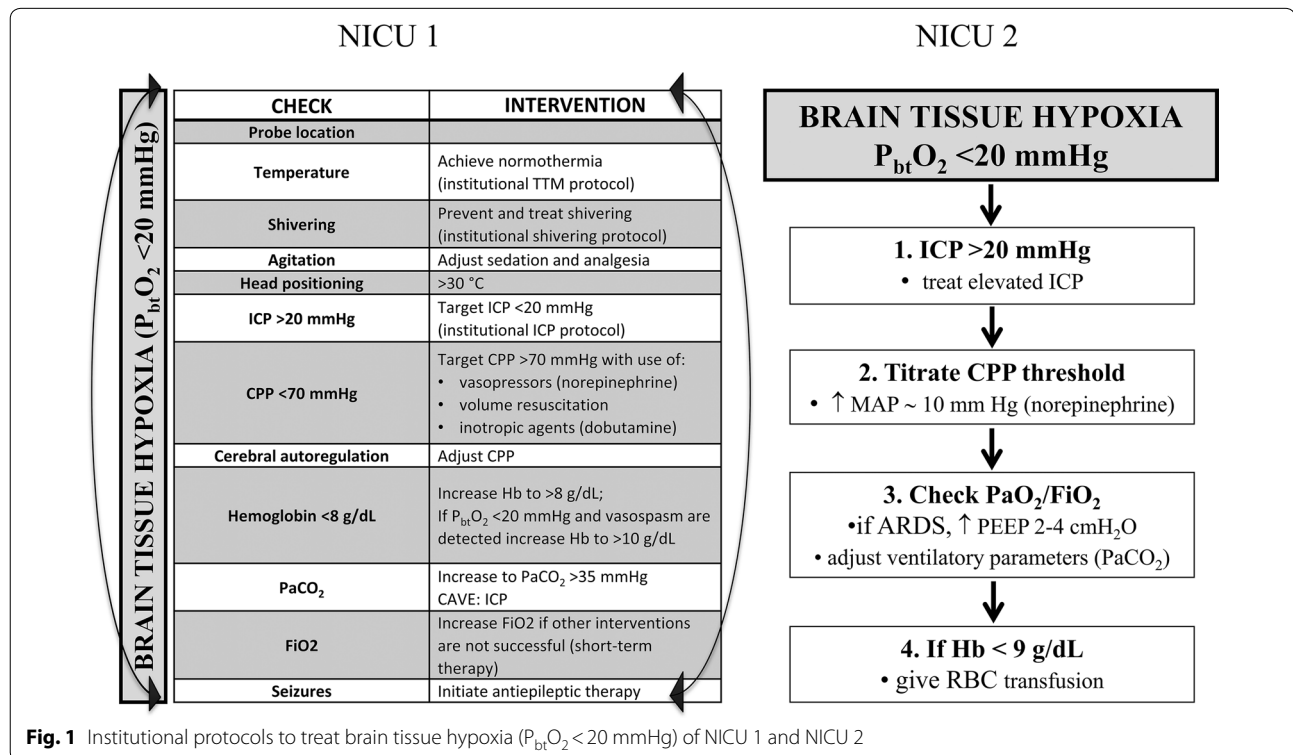 NICU 1
BRAIN TISSUE HYPOXIA (PbtO2 <20 mmHg)
CHECK INTERVENTION
Probe location
Temperature Achieve normothermia
(institutional TTM protocol)
Shivering Prevent and treat shivering
(institutional shivering protocol)
Agitation Adjust sedation and analgesia
Head positioning >30 °C
ICP >20 mmHg Target ICP <20 mmHg
(institutional ICP protocol)
CPP <70 mmHg Target CPP >70 mmHg with use of:
• vasopressors (norepinephrine)
• volume resuscitation
• inotropic agents (dobutamine)
Cerebral autoregulation Adjust CPP
Hemoglobin <8 g/dL Increase Hb to >8 g/dL;
If PbtO2 <20 mmHg and vasospasm are
detected increase Hb to >10 g/dL
PaCO2 Increase to PaCO2 >35 mmHg
CAVE: ICP
FiO2 Increase FiO2 if other interventions
are not successful (short-term
therapy)
Seizures Initiate antiepileptic therapy
NICU 2
BRAIN TISSUE HYPOXIA
PbtO2 <20 mmHg
1. ICP >20 mmHg
• treat elevated ICP
2. Titrate CPP threshold
• ↑ MAP ~ 10 mm Hg (norepinephrine)
3. Check PaO2/FiO2
•if ARDS, ↑ PEEP 2-4 cmH2O
• adjust ventilatory parameters (PaCO2)
4. If Hb < 9 g/dL
• give RBC transfusion
Fig. 1 Institutional protocols to treat brain tissue hypoxia (PbtO2 < 20 mmHg) of NICU 1 and NICU 2